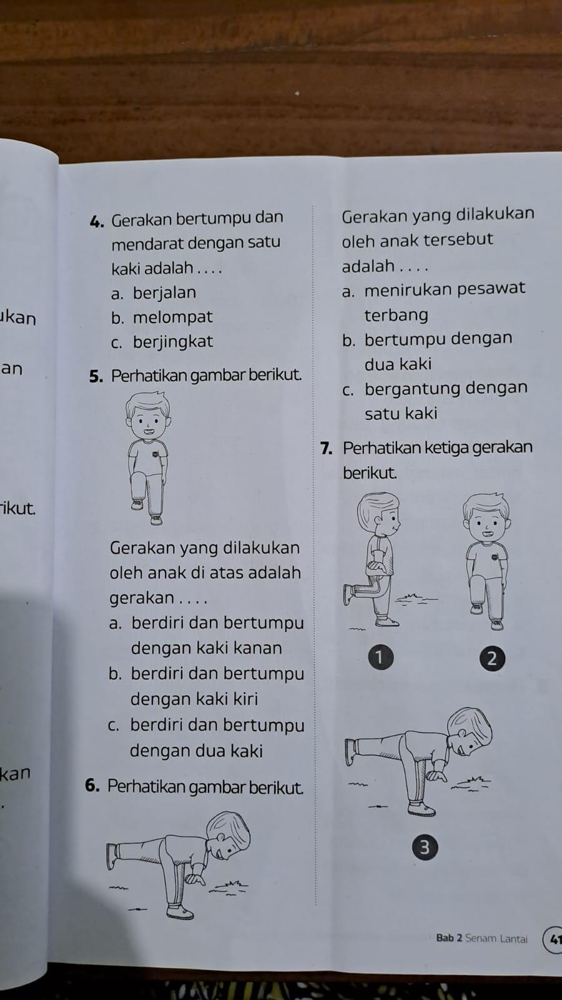 ukan
an
rikut.
kan
.
4. Gerakan bertumpu dan
mendarat dengan satu
kaki adalah . . . .
a. berjalan
b. melompat
c. berjingkat
5. Perhatikan gambar berikut.
Gerakan yang dilakukan
oleh anak di atas adalah
gerakan . . . .
a. berdiri dan bertumpu
dengan kaki kanan
b. berdiri dan bertumpu
dengan kaki kiri
c. berdiri dan bertumpu
dengan dua kaki
6. Perhatikan gambar berikut.
Gerakan yang dilakukan
oleh anak tersebut
adalah . . . .
a. menirukan pesawat
terbang
b. bertumpu dengan
dua kaki
c. bergantung dengan
satu kaki
7. Perhatikan ketiga gerakan
berikut.
1
2
3
Bab 2 Senam Lantai 41